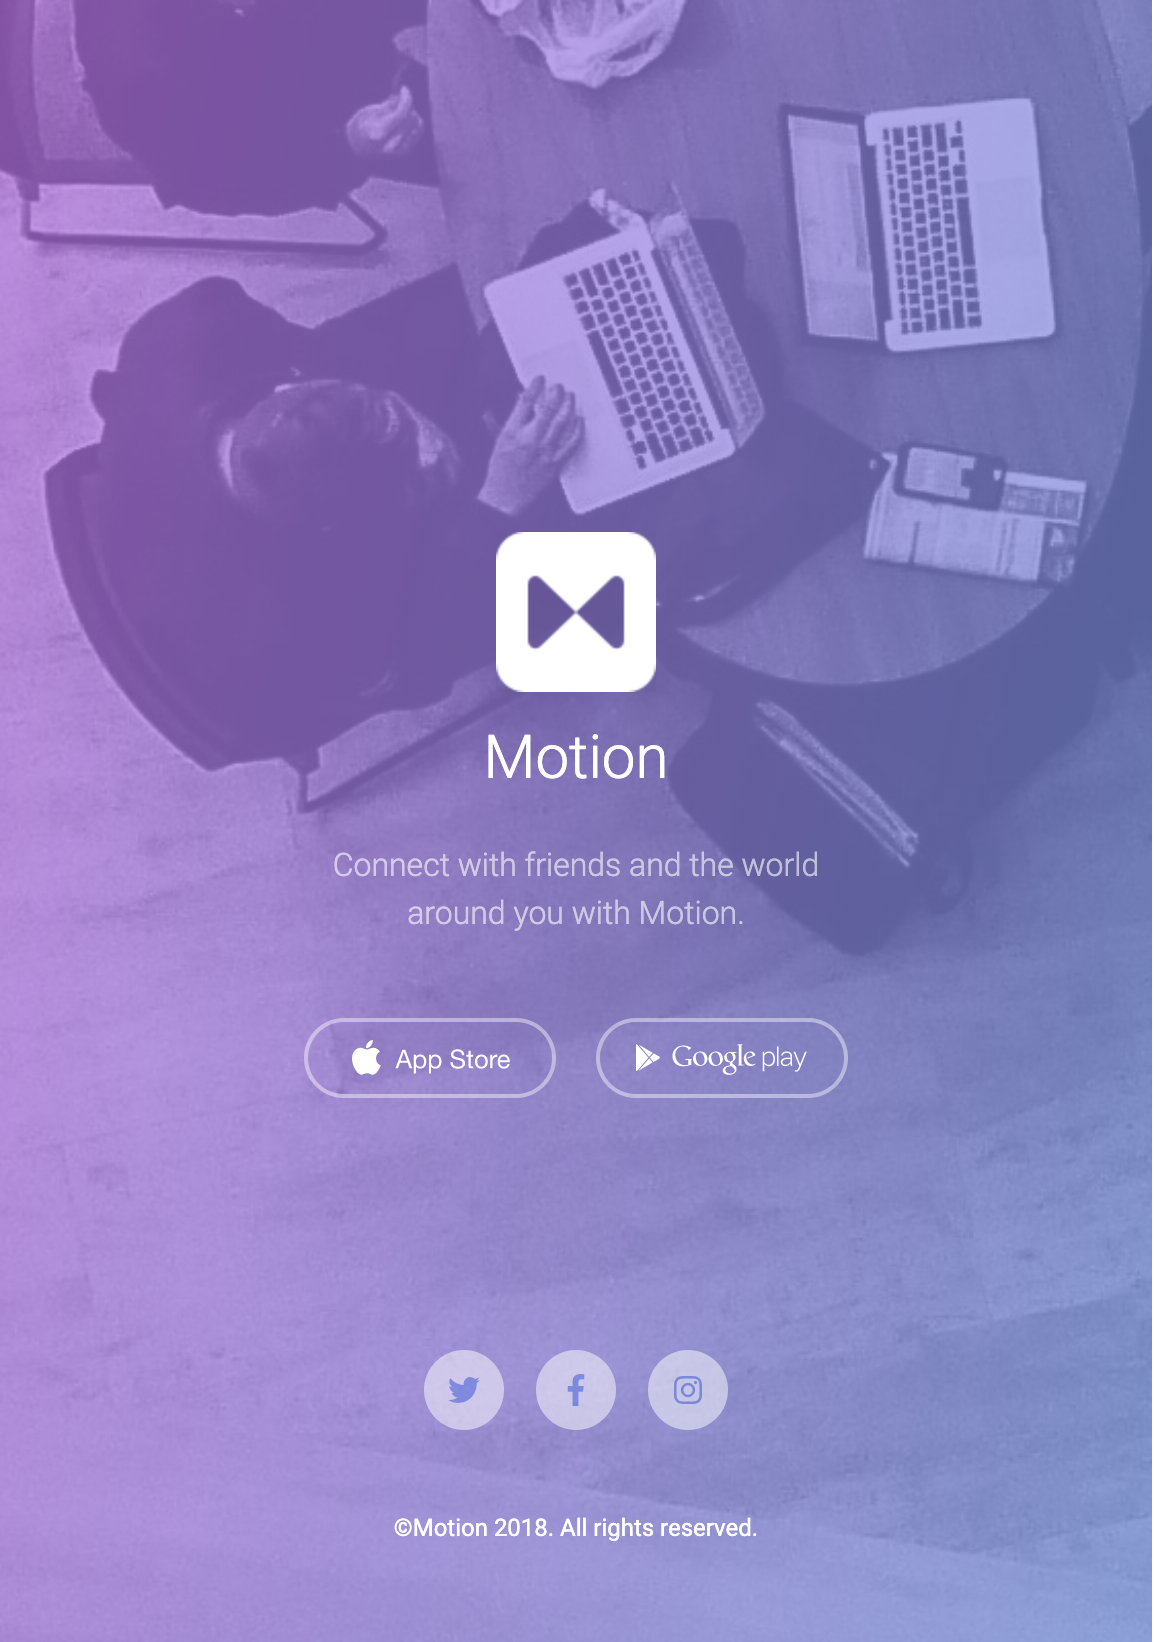 Motion
Connect with friends and the world
around you with Motion.
App Store
Google play
©Motion 2018. All rights reserved.